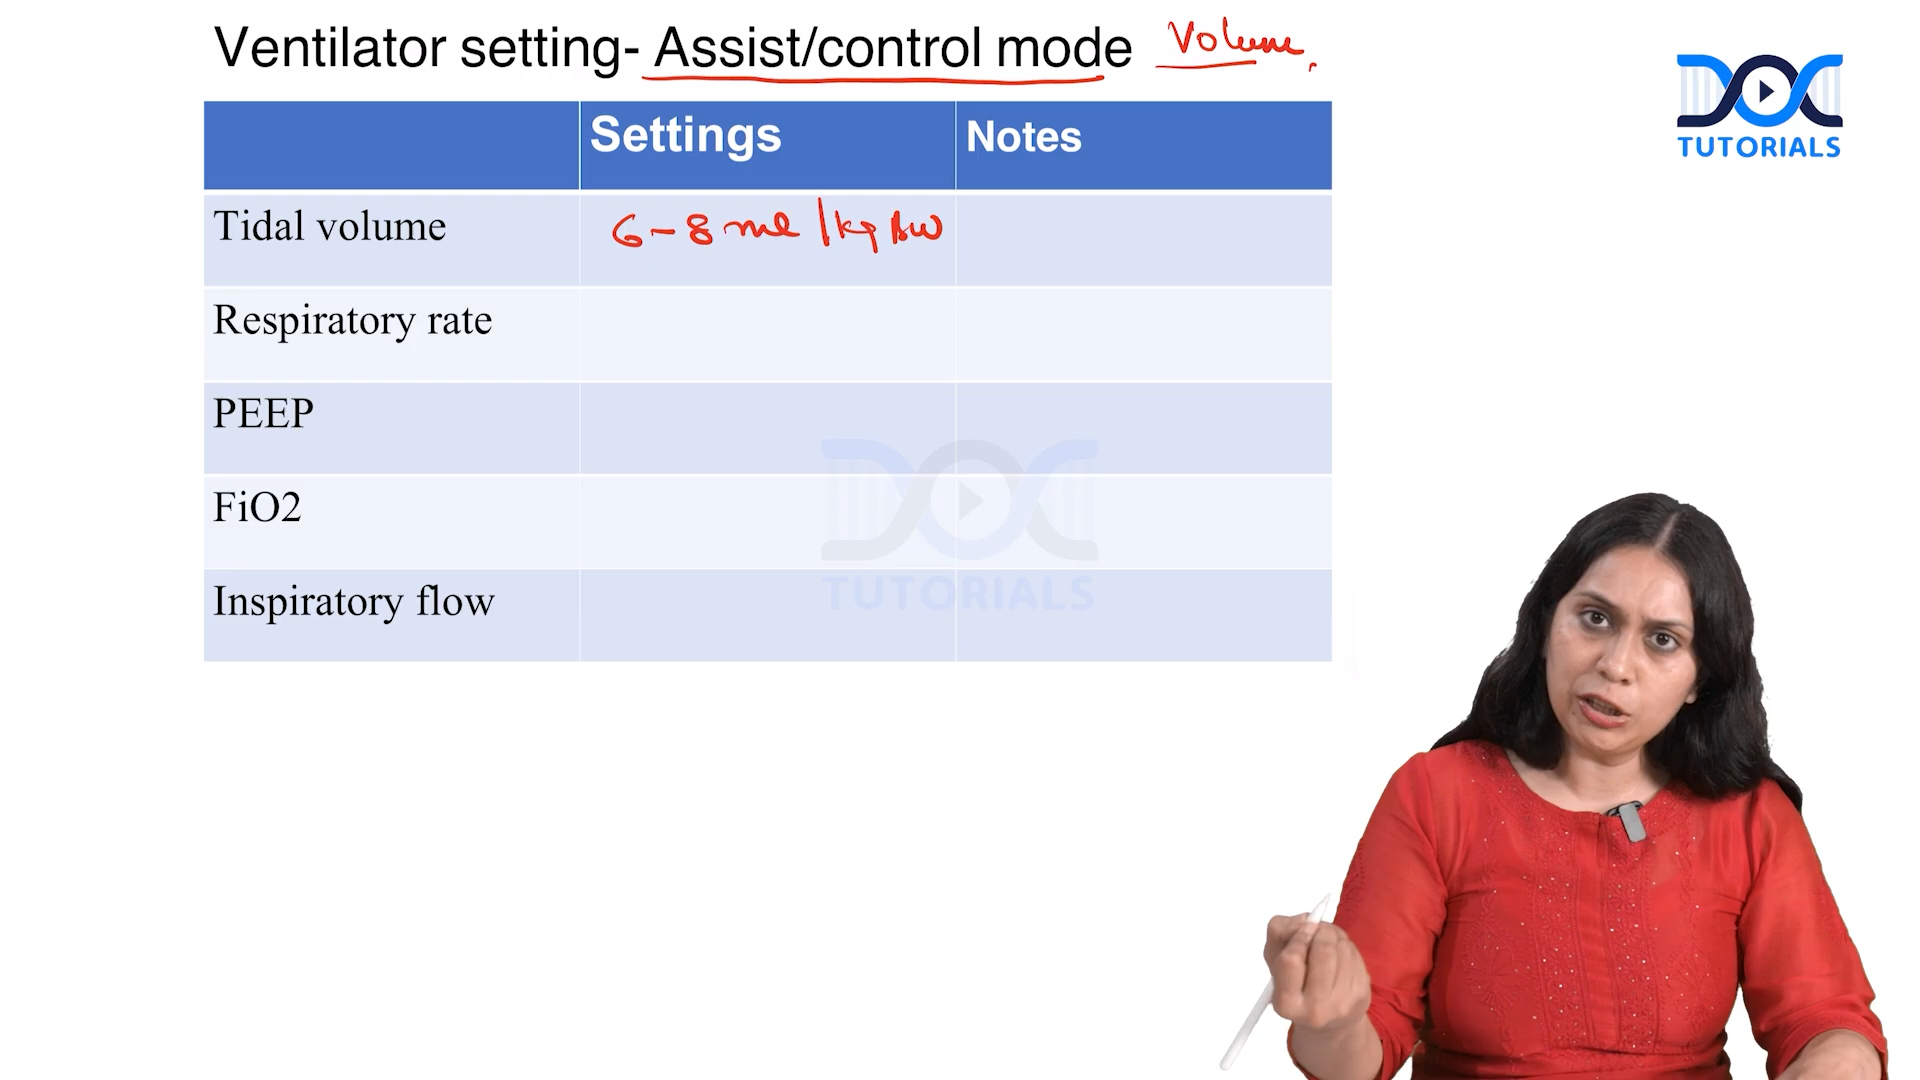 Ventilator setting- Assist/control mode Volume,
TUTORIALS
Settings Notes
Tidal volume 6-8 ml/kg BW
Respiratory rate
PEEP
FiO2
TUTORIALS
Inspiratory flow